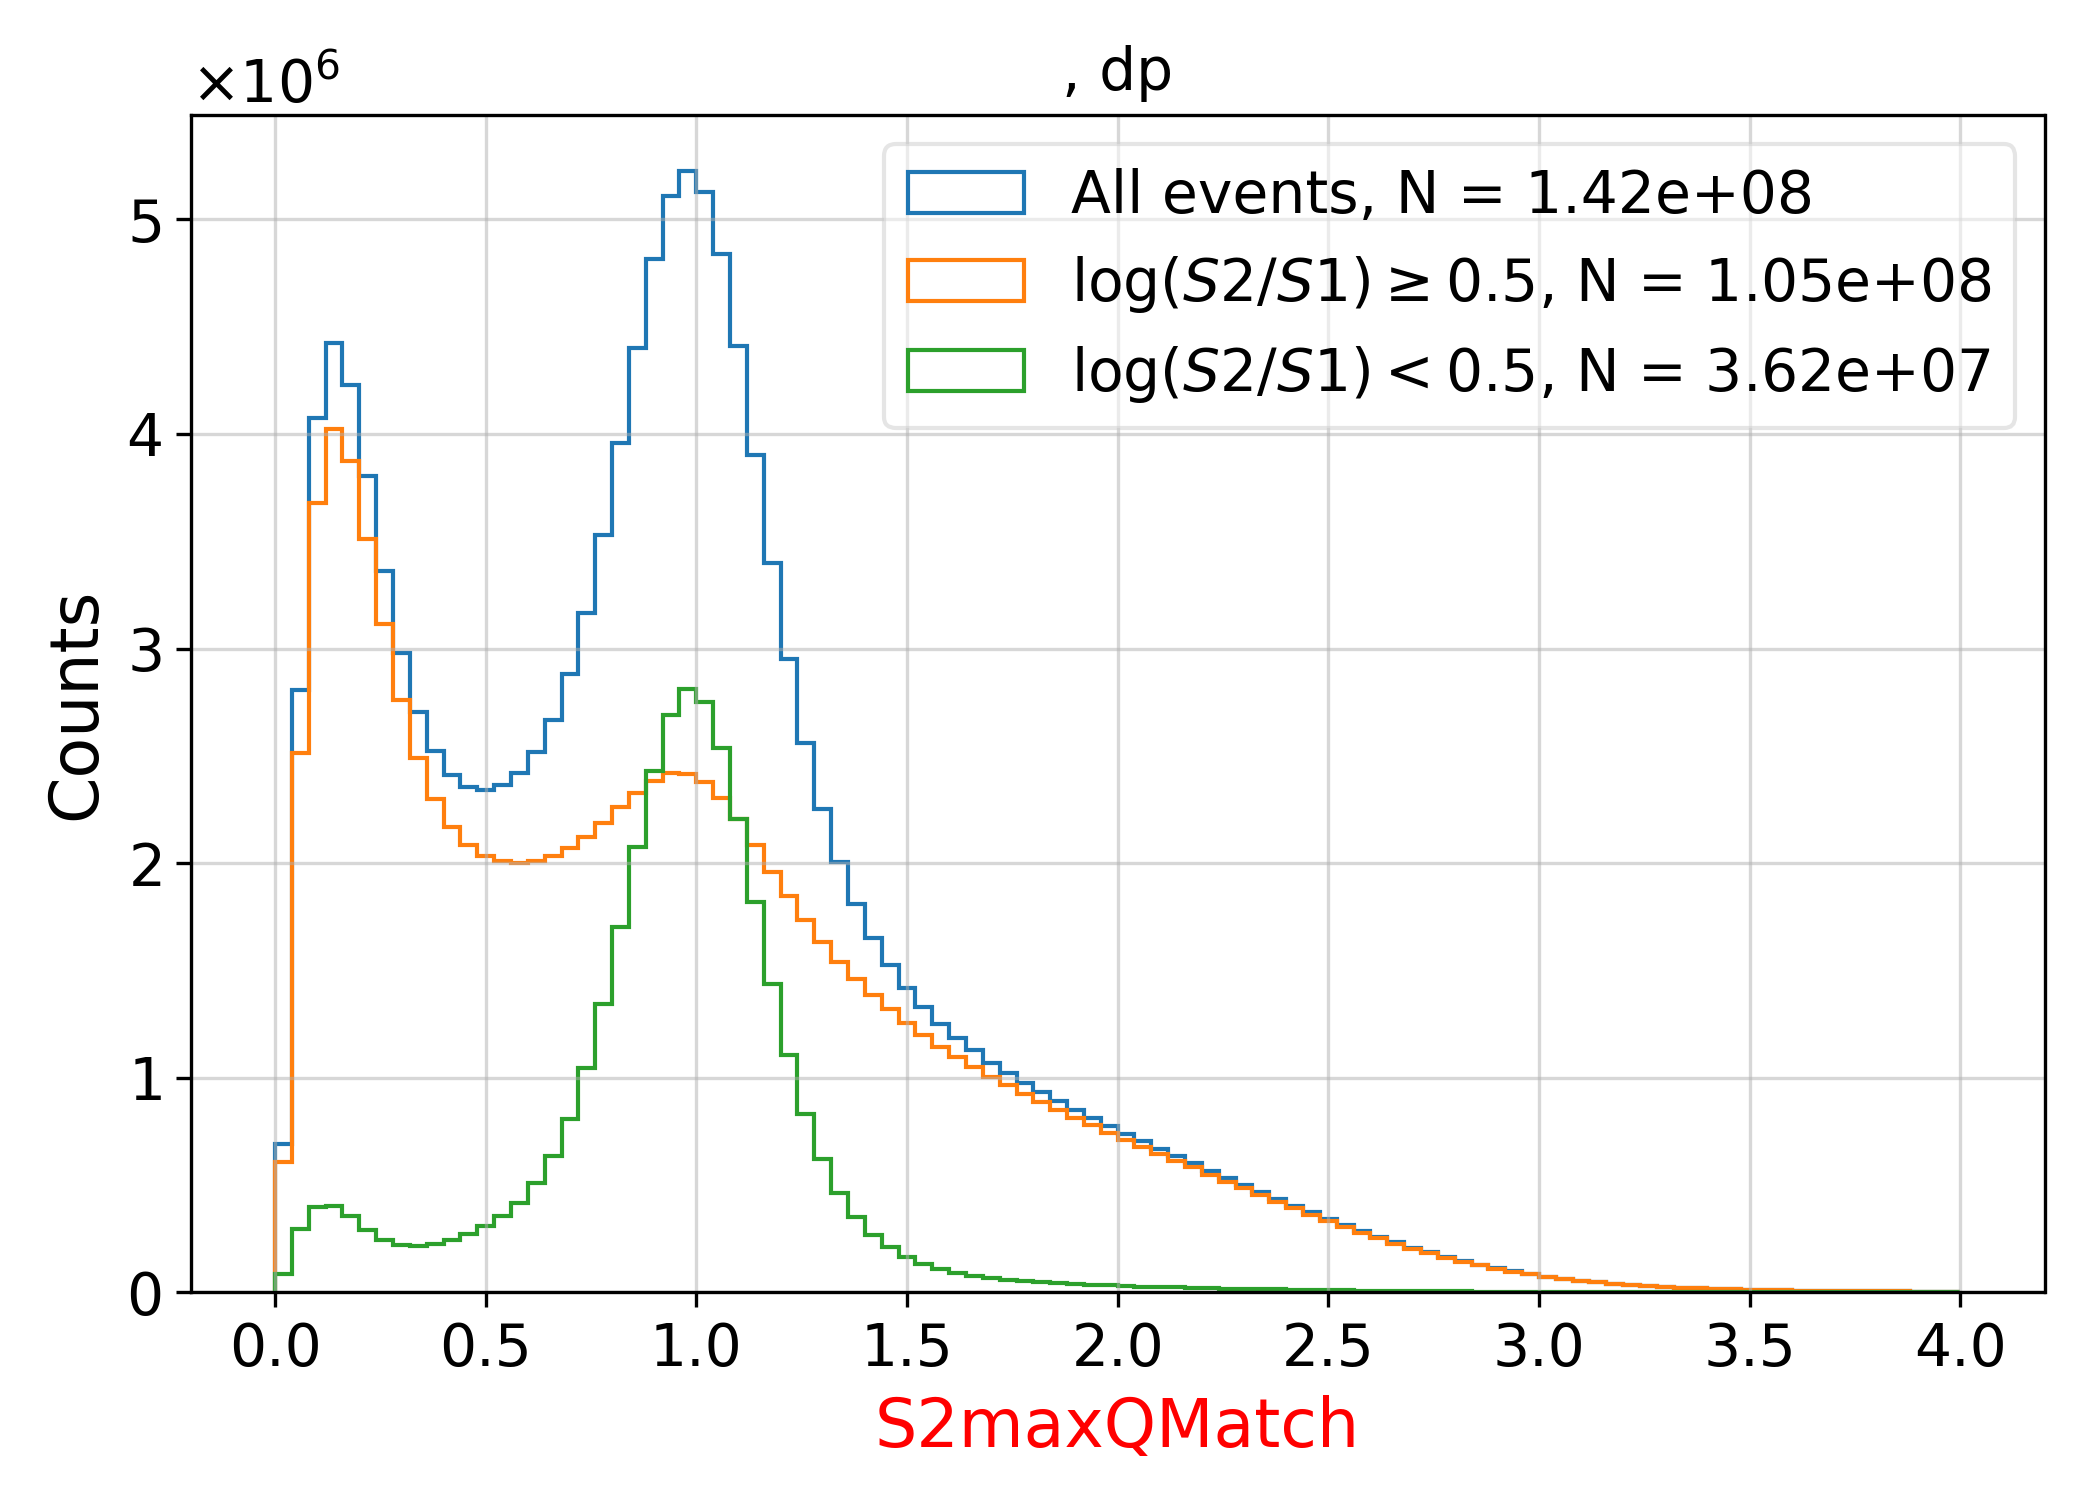 ×10⁶
, dp
All events, N = 1.42e+08
log(S2/S1) ≥ 0.5, N = 1.05e+08
log(S2/S1) < 0.5, N = 3.62e+07
Counts
5
4
3
2
1
0
0.0 0.5 1.0 1.5 2.0 2.5 3.0 3.5 4.0
S2maxQMatch